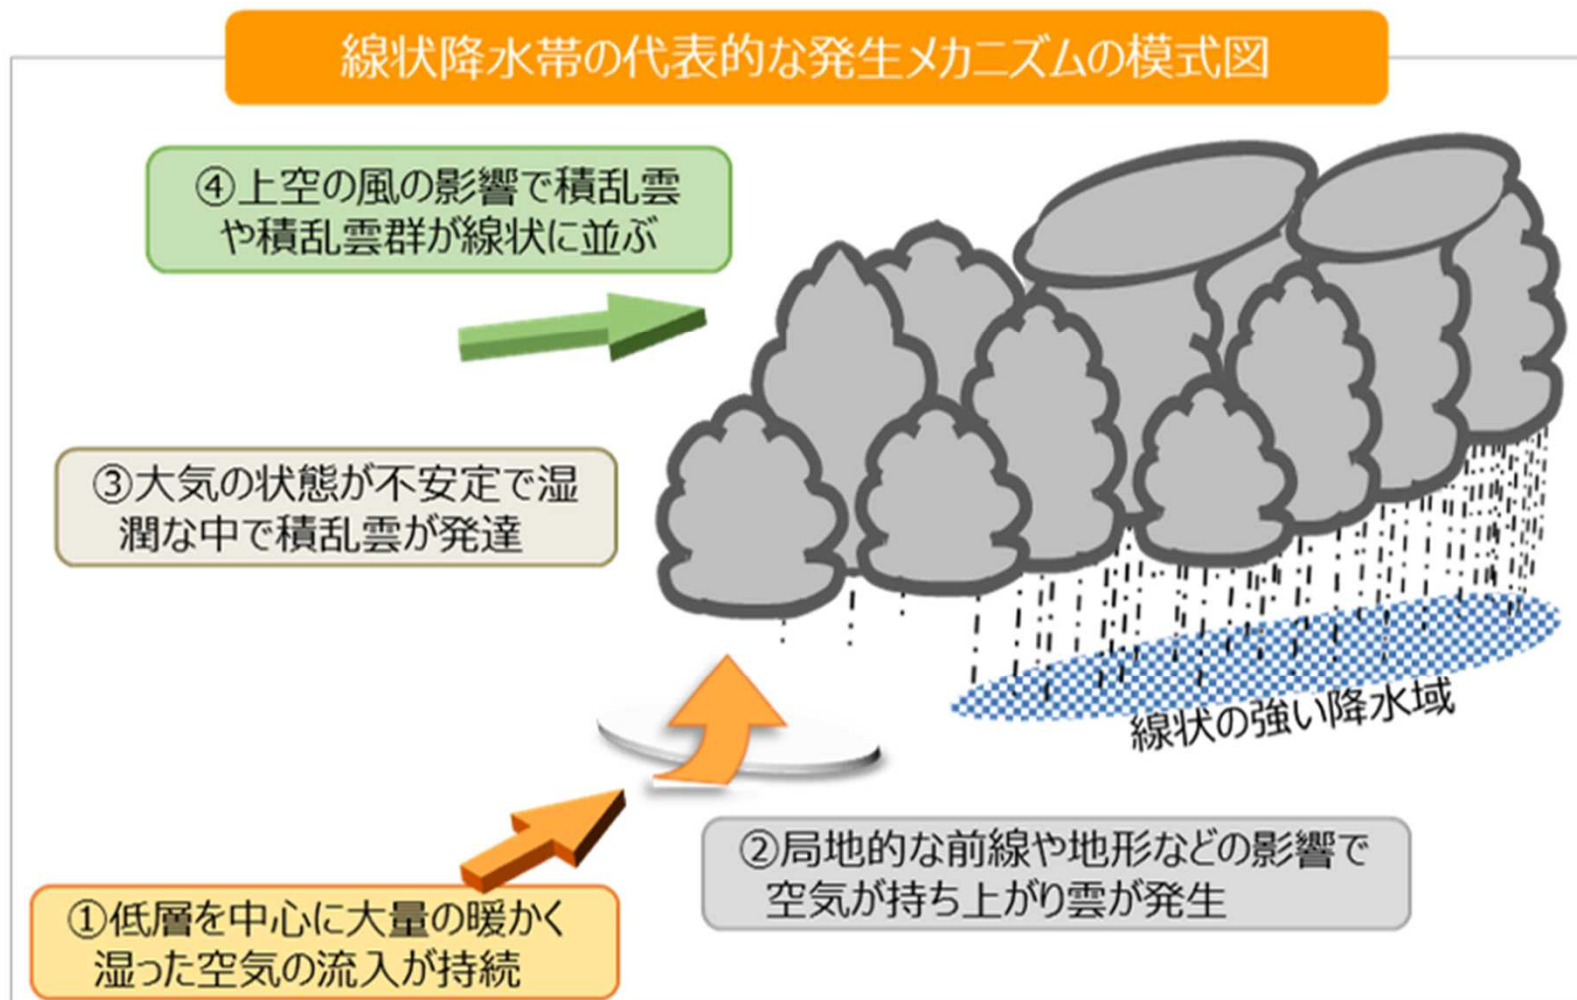 線状降水帯の代表的な発生メカニズムの模式図
④上空の風の影響で積乱雲
や積乱雲群が線状に並ぶ
③大気の状態が不安定で湿
潤な中で積乱雲が発達
線状の強い降水域
②局地的な前線や地形などの影響で
空気が持ち上がり雲が発生
①低層を中心に大量の暖かく
湿った空気の流入が持続